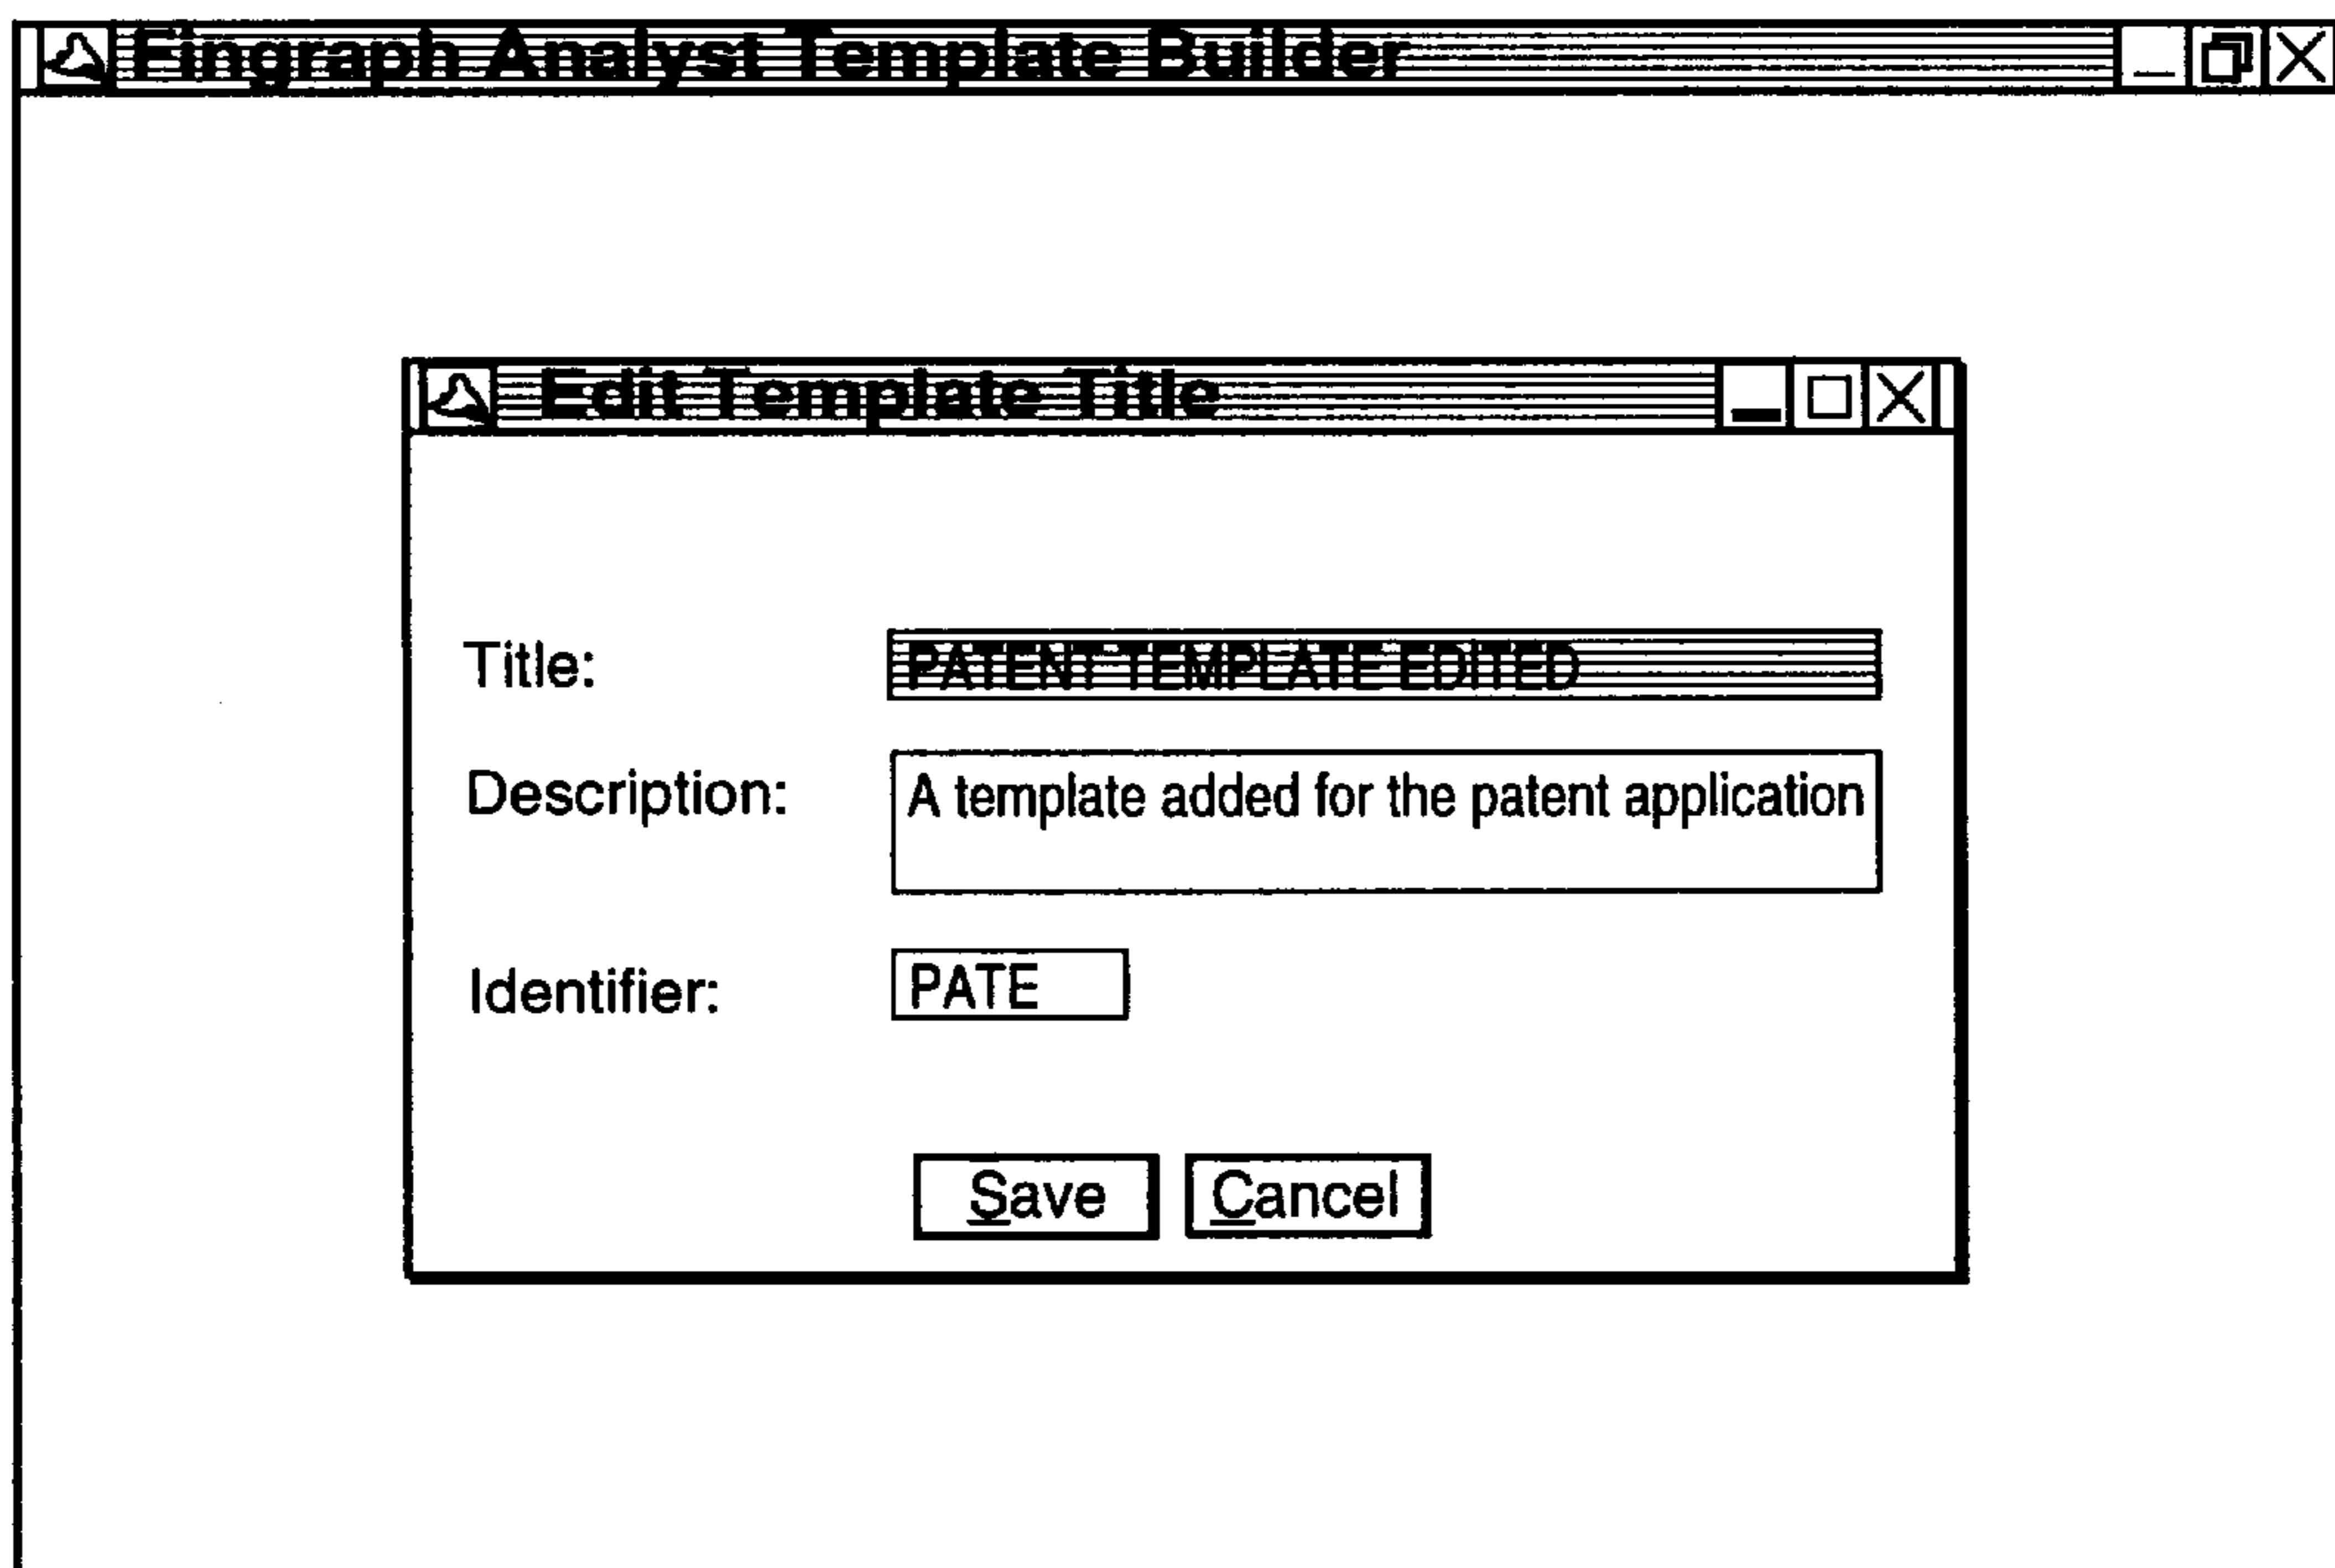 Fingraph Analyst Template Builder
Edit Template Title
Title: PATENT TEMPLATE EDITED
Description: A template added for the patent application
Identifier: PATE
Save Cancel